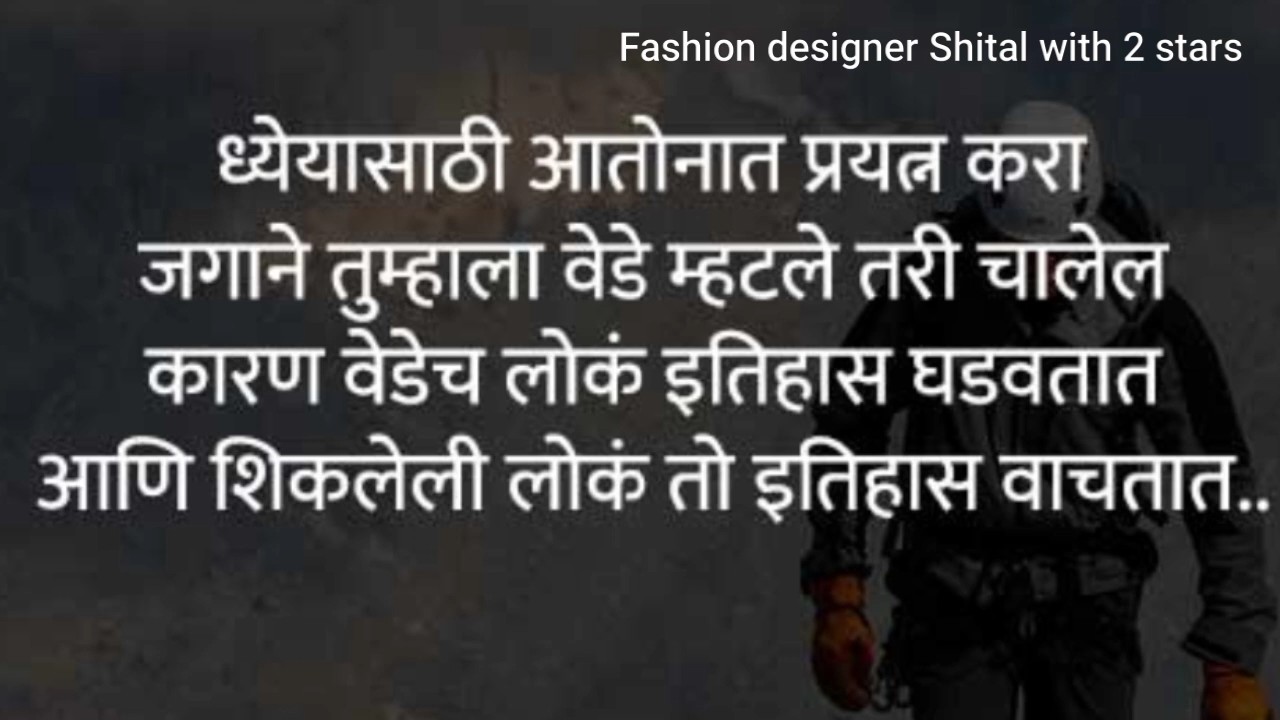 Fashion designer Shital with 2 stars
ध्येयासाठी आतोनात प्रयत्न करा
जगाने तुम्हाला वेडे म्हटले तरी चालेल
कारण वेडेच लोकं इतिहास घडवतात
आणि शिकलेली लोकं तो इतिहास वाचतात..